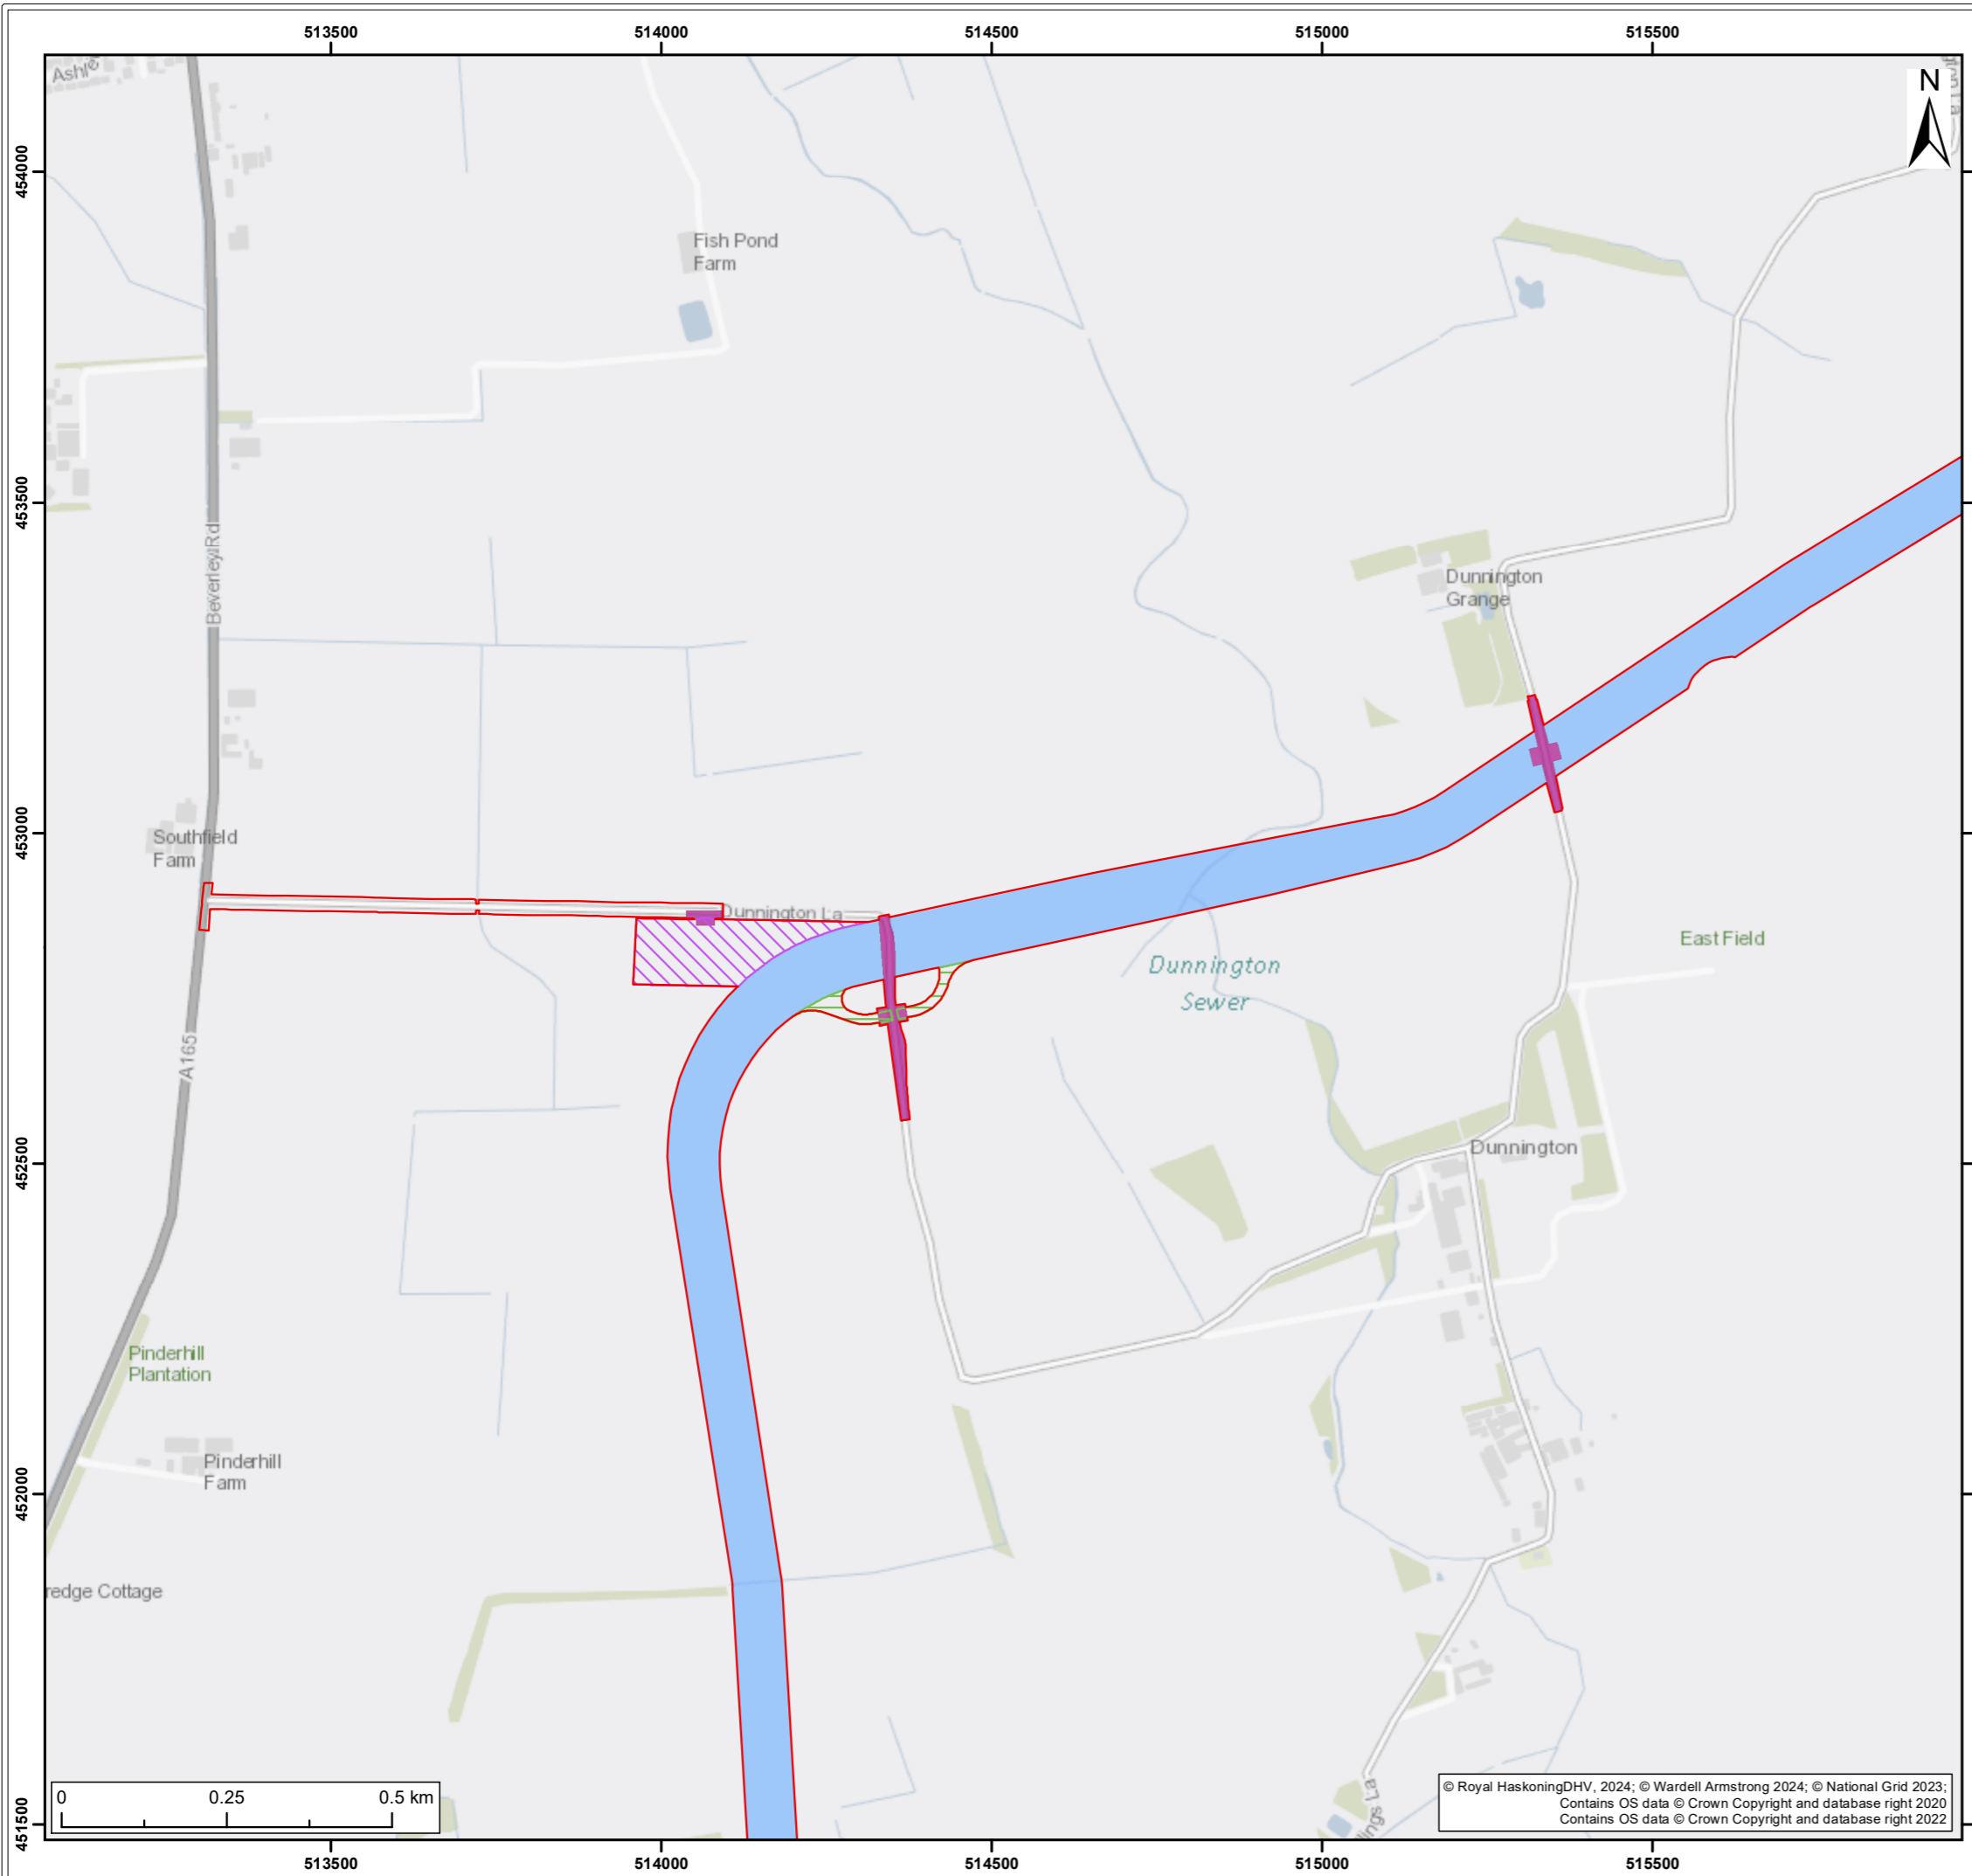 513500 514000 514500 515000 515500
N
454000
Fish Pond
Farm
453500
Beverley Rd
Dunnington
Grange
453000
Southfield
Farm
Dunnington La
East Field
Dunnington
Sewer
A165
452500
Dunnington
Pinderhill
Plantation
452000
Pinderhill
Farm
redge Cottage
451500
0 0.25 0.5 km
© Royal HaskoningDHV, 2024; © Wardell Armstrong 2024; © National Grid 2023;
Contains OS data © Crown Copyright and database right 2020
Contains OS data © Crown Copyright and database right 2022
513500 514000 514500 515000 515500